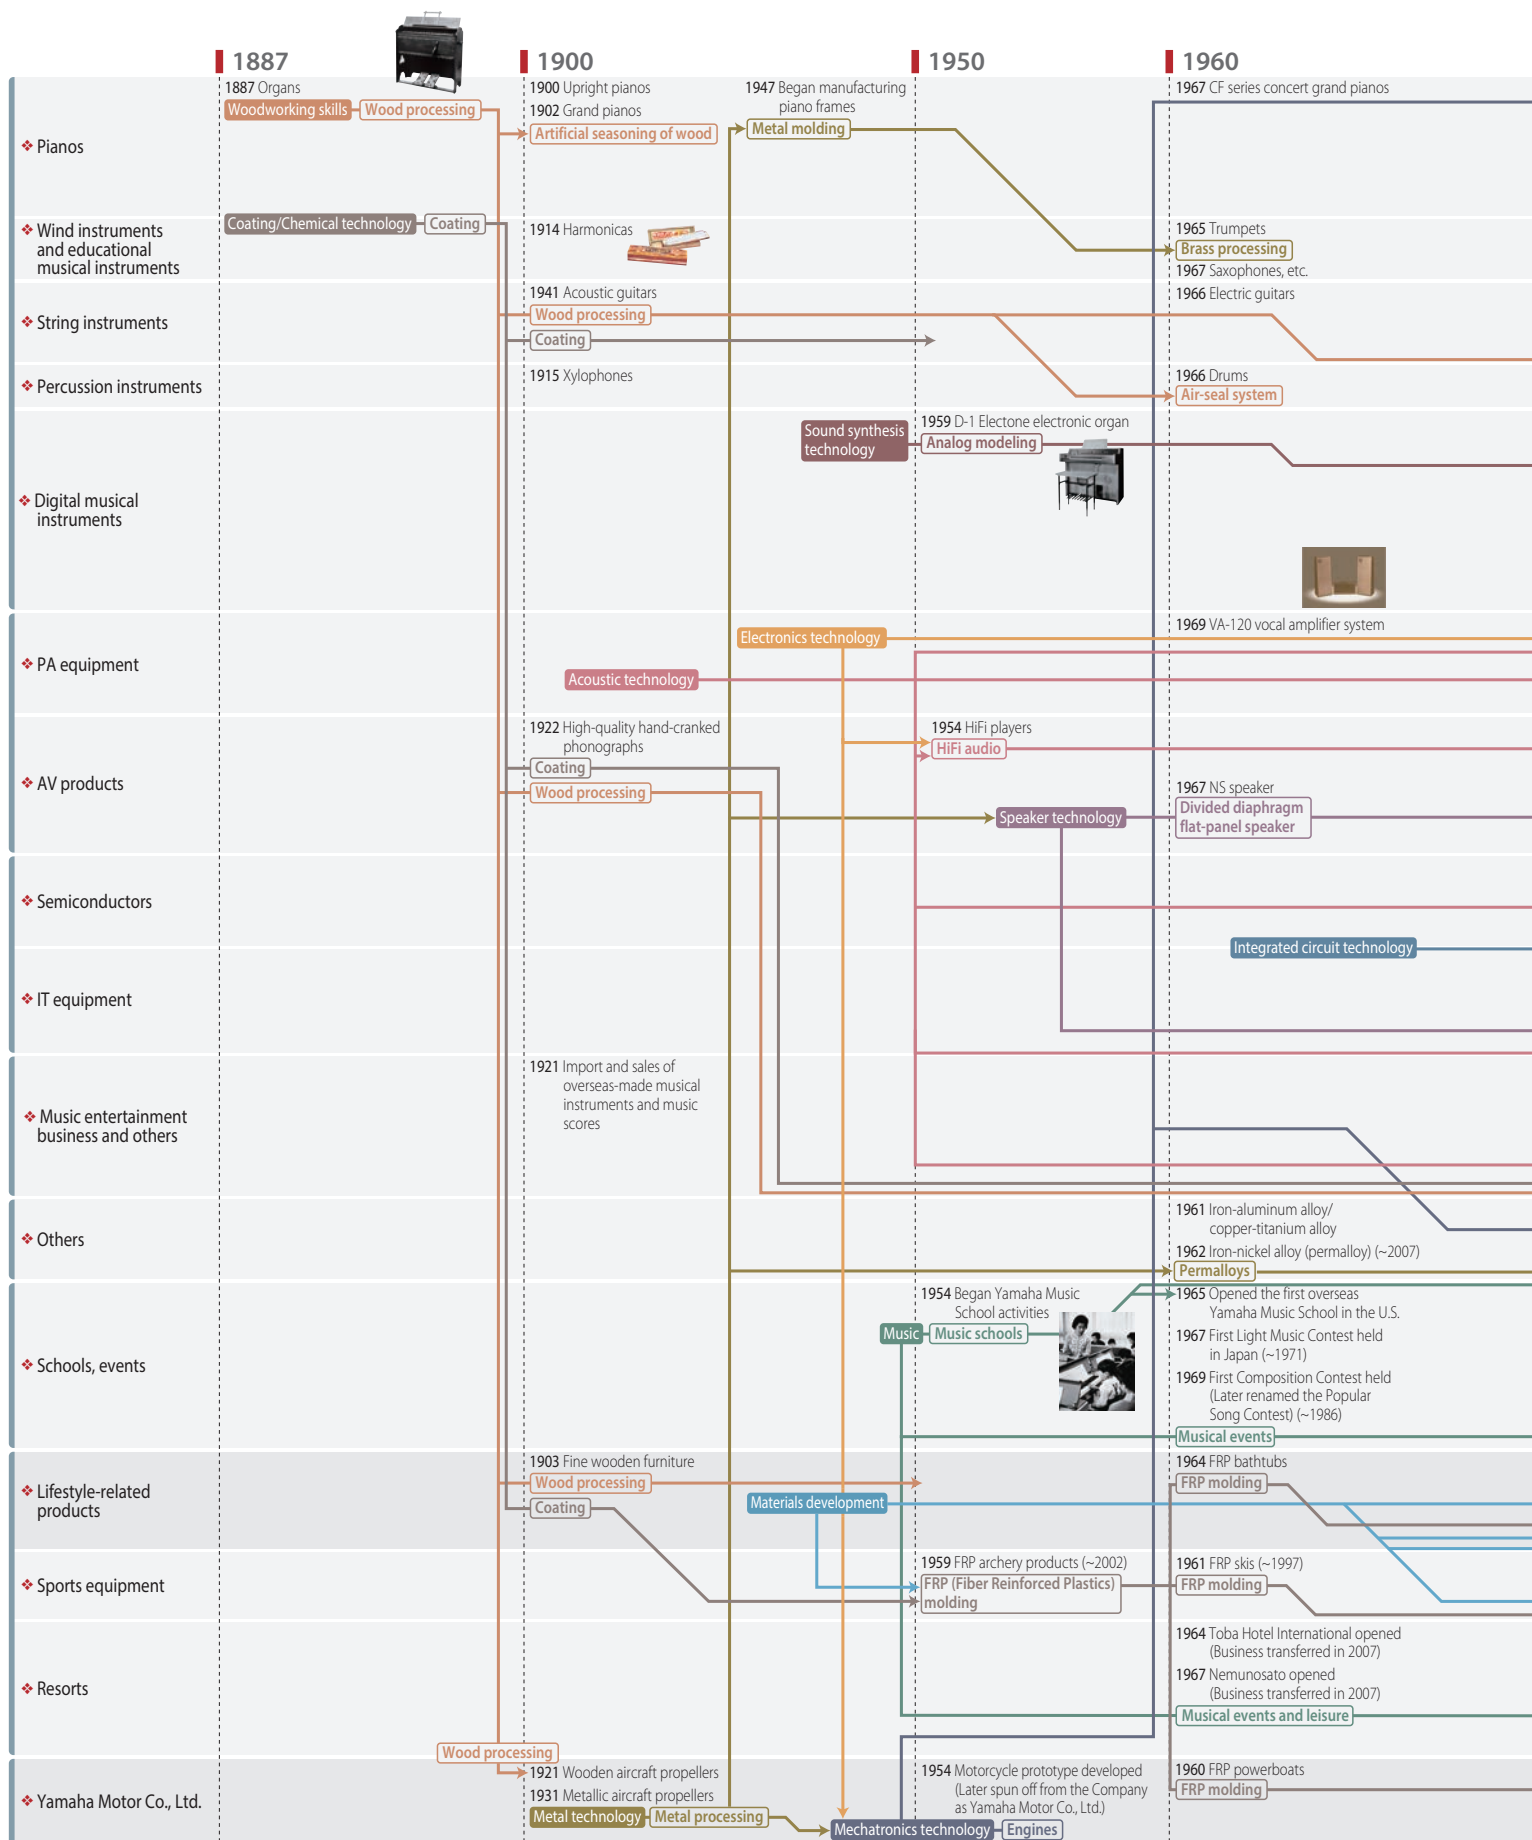 1887
1900
1950
1960
❖ Pianos
1887 Organs
Woodworking skills
Wood processing
1900 Upright pianos
1902 Grand pianos
Artificial seasoning of wood
1947 Began manufacturing
piano frames
Metal molding
1967 CF series concert grand pianos
❖ Wind instruments
and educational
musical instruments
Coating/Chemical technology
Coating
1914 Harmonicas
1965 Trumpets
Brass processing
1967 Saxophones, etc.
❖ String instruments
1941 Acoustic guitars
Wood processing
Coating
1966 Electric guitars
❖ Percussion instruments
1915 Xylophones
1966 Drums
Air-seal system
❖ Digital musical
instruments
Sound synthesis
technology
1959 D-1 Electone electronic organ
Analog modeling
❖ PA equipment
Electronics technology
Acoustic technology
1969 VA-120 vocal amplifier system
❖ AV products
1922 High-quality hand-cranked
phonographs
Coating
Wood processing
1954 HiFi players
HiFi audio
Speaker technology
1967 NS speaker
Divided diaphragm
flat-panel speaker
❖ Semiconductors
Integrated circuit technology
❖ IT equipment
❖ Music entertainment
business and others
1921 Import and sales of
overseas-made musical
instruments and music
scores
❖ Others
1961 Iron-aluminum alloy/
copper-titanium alloy
1962 Iron-nickel alloy (permalloy) (~2007)
Permalloys
❖ Schools, events
1954 Began Yamaha Music
School activities
Music
Music schools
1965 Opened the first overseas
Yamaha Music School in the U.S.
1967 First Light Music Contest held
in Japan (~1971)
1969 First Composition Contest held
(Later renamed the Popular
Song Contest) (~1986)
Musical events
❖ Lifestyle-related
products
1903 Fine wooden furniture
Wood processing
Coating
Materials development
1964 FRP bathtubs
FRP molding
❖ Sports equipment
1959 FRP archery products (~2002)
FRP (Fiber Reinforced Plastics)
molding
1961 FRP skis (~1997)
FRP molding
❖ Resorts
1964 Toba Hotel International opened
(Business transferred in 2007)
1967 Nemunosato opened
(Business transferred in 2007)
Musical events and leisure
❖ Yamaha Motor Co., Ltd.
Wood processing
1921 Wooden aircraft propellers
1931 Metallic aircraft propellers
Metal technology
Metal processing
1954 Motorcycle prototype developed
(Later spun off from the Company
as Yamaha Motor Co., Ltd.)
Mechatronics technology
Engines
1960 FRP powerboats
FRP molding